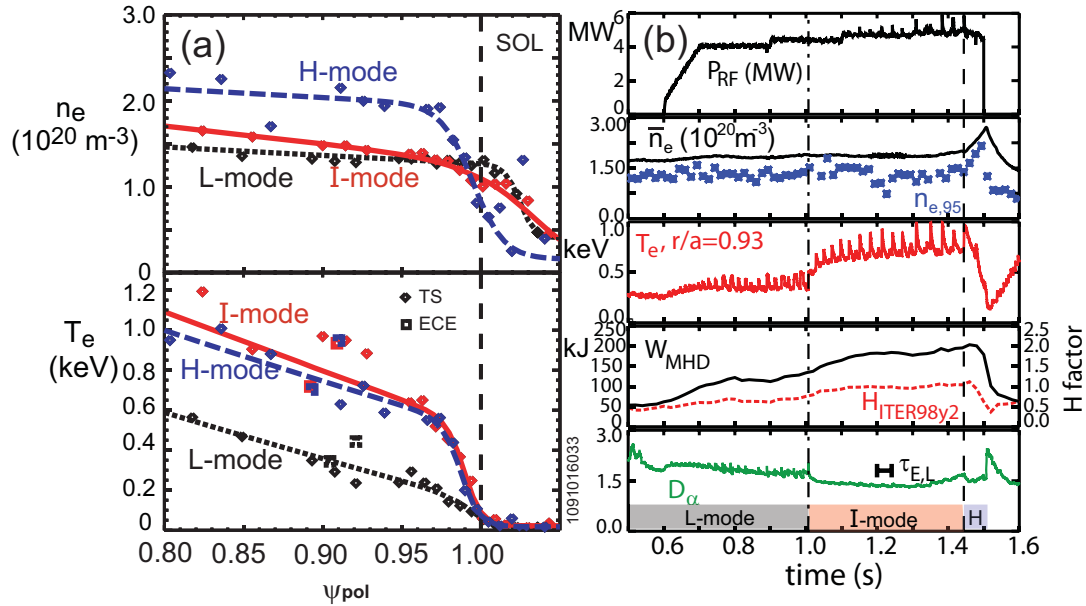 (a)
SOL
H-mode
n_e
(10^20 m^-3)
L-mode
I-mode
3.0
2.0
1.0
0
T_e
(keV)
I-mode
H-mode
L-mode
TS
ECE
1.2
1.0
0.8
0.6
0.4
0.2
0
0.80
0.85
0.90
0.95
1.00
ψ_pol
1091016033
(b)
MW
6
4
2
0
P_RF (MW)
3.00
1.50
0.0
n̄_e (10^20 m^-3)
n_e,95
keV
1.0
0.5
0.0
T_e, r/a=0.93
kJ
250
200
150
100
50
0
W_MHD
H_ITER98y2
2.0
1.5
1.0
0.5
0.0
H factor
3.0
1.5
0.0
D_α
τ_E,L
L-mode
I-mode
H
0.6
0.8
1.0
1.2
1.4
1.6
time (s)